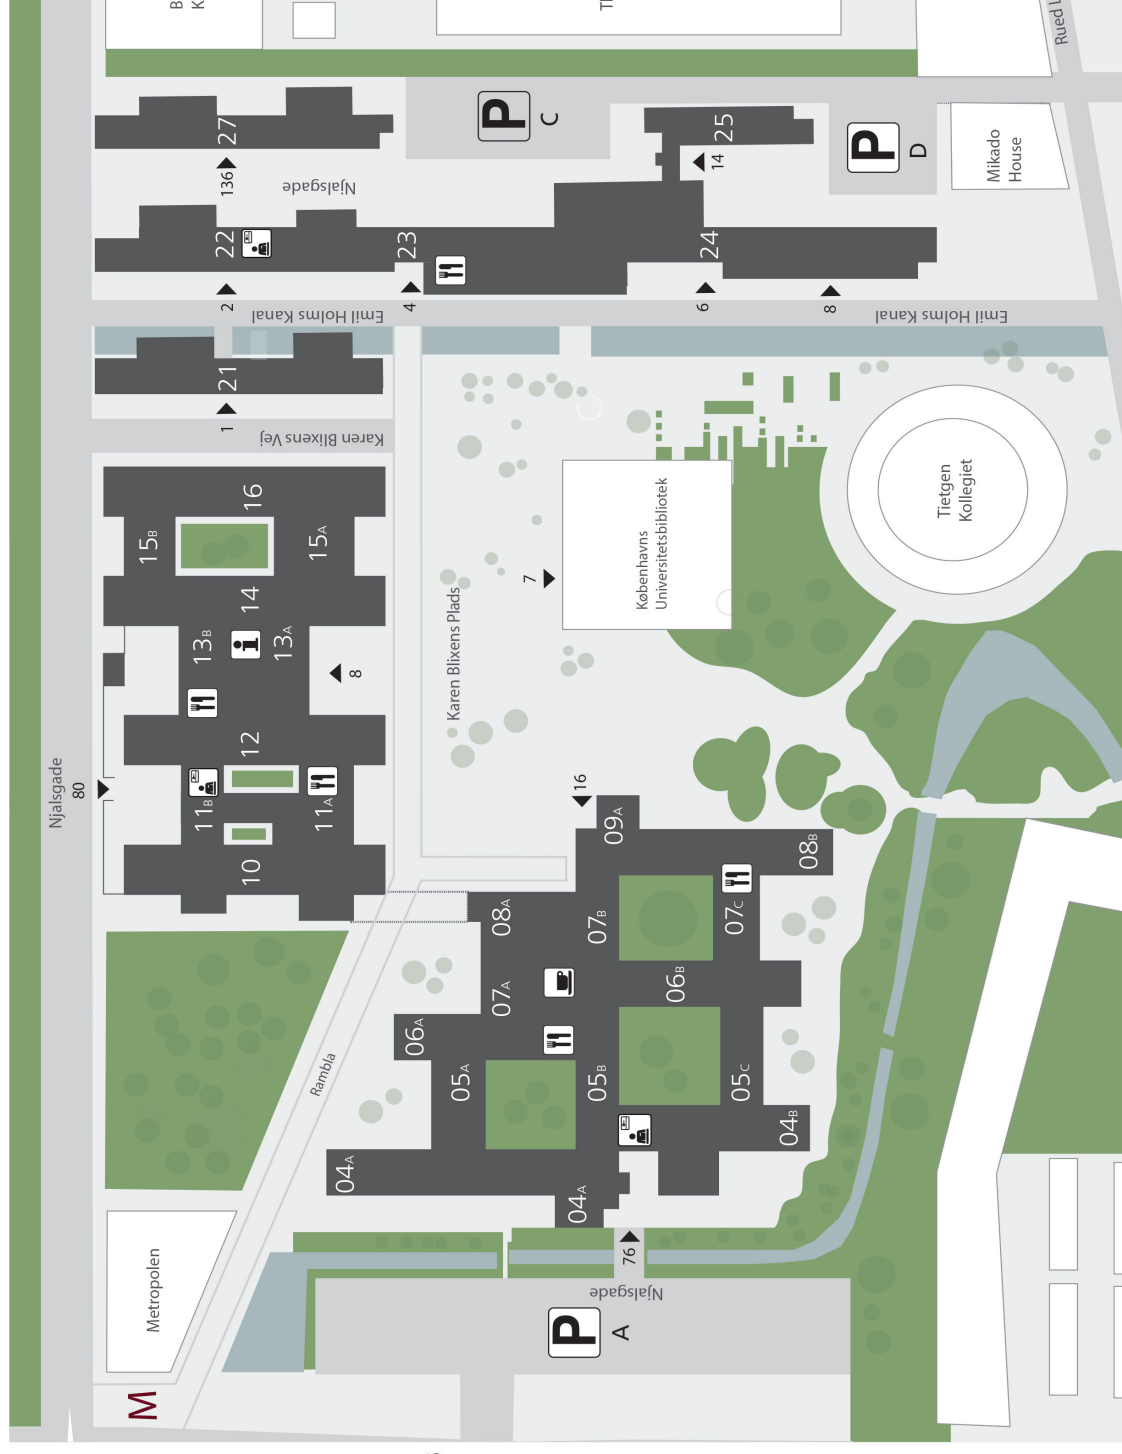 B
K
Tl
Rued L
27
136
Njalsgade
P
C
25
14
P
D
Mikado
House
22
23
24
2
4
6
8
Emil Holms Kanal
Emil Holms Kanal
21
1
Karen Blixens Vej
16
15B
15A
14
13B
13A
8
12
11B
11A
10
Njalsgade
80
7
Københavns
Universitetsbibliotek
Tietgen
Kollegiet
Karen Blixens Plads
16
09A
08B
08A
07B
07C
07A
06B
06A
05A
05B
05C
04B
04A
04A
Rambla
76
Njalsgade
P
A
Metropolen
M